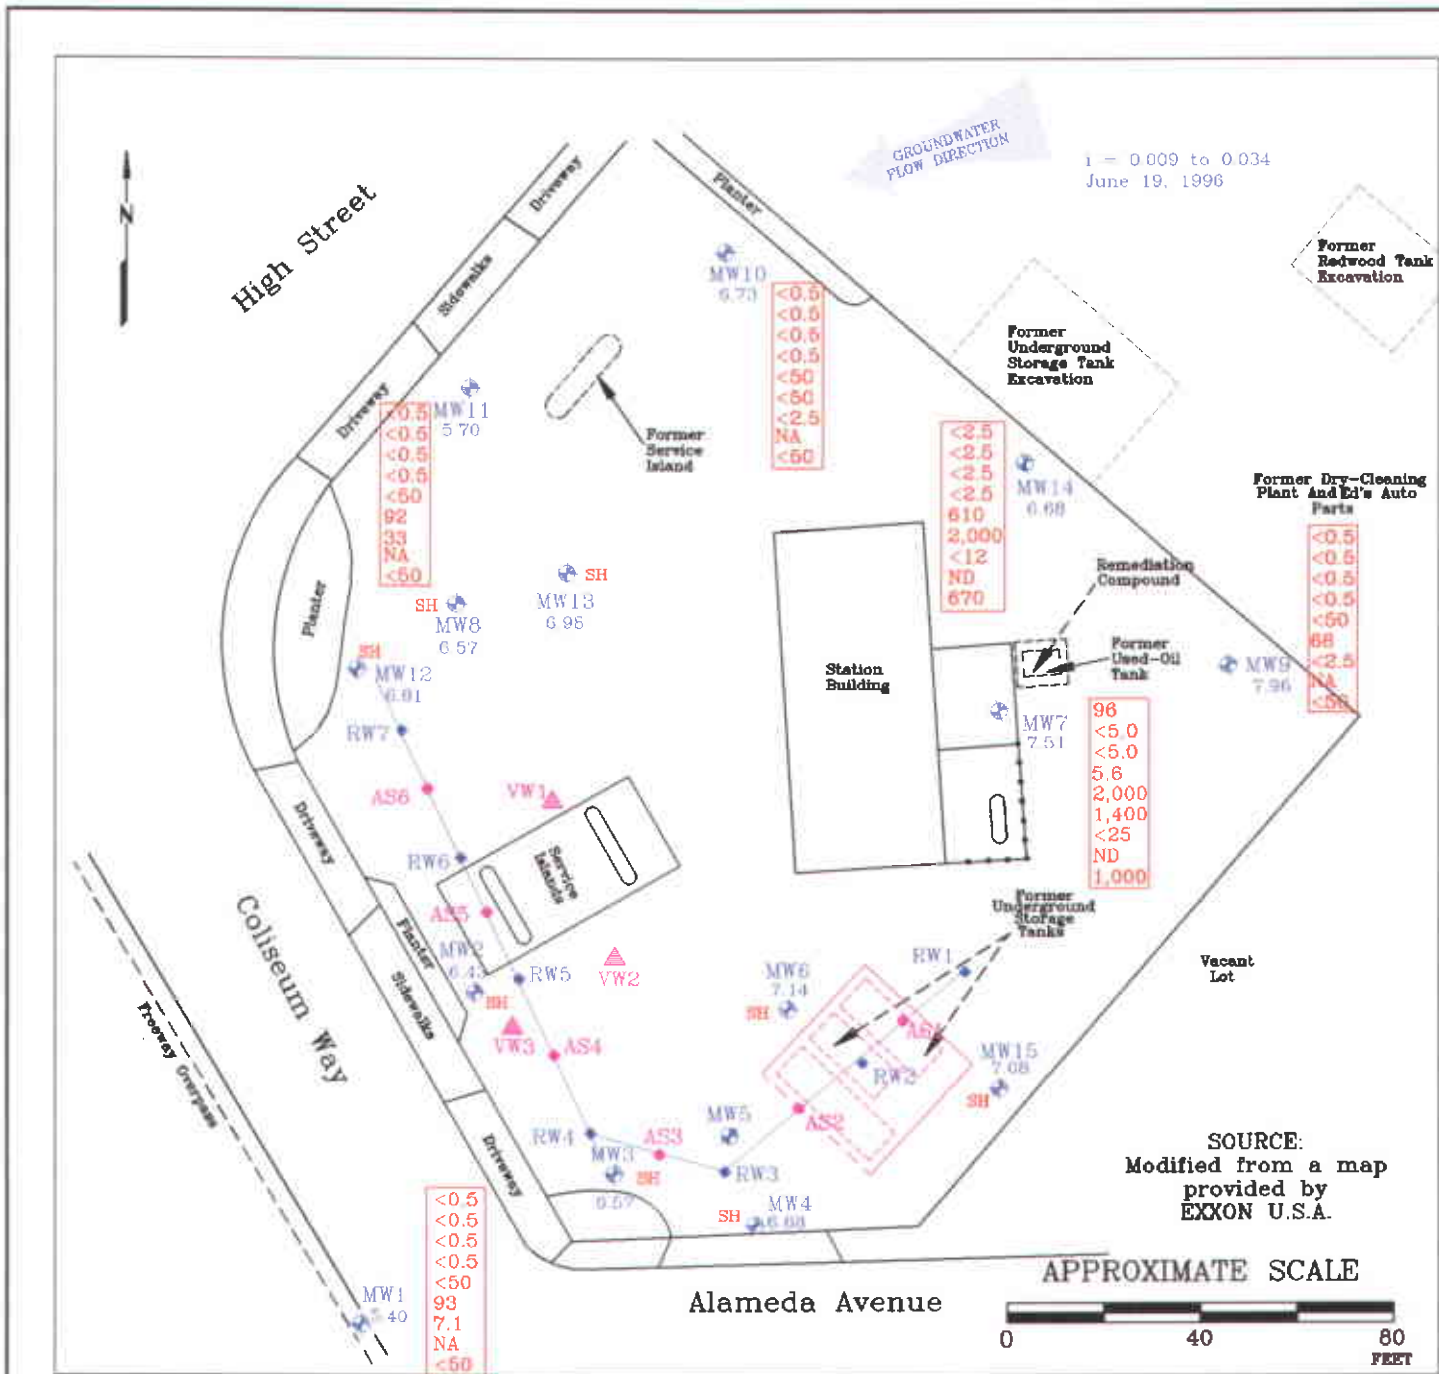 GROUNDWATER
FLOW DIRECTION
i = 0.009 to 0.034
June 19, 1996
N
High Street
Driveway
Sidewalks
Driveway
Planter
Planter
Former
Redwood Tank
Excavation
Former
Underground
Storage Tank
Excavation
MW10
6.73
<0.5
<0.5
<0.5
<0.5
<50
<50
<2.5
NA
<50
MW11
5.70
<0.5
<0.5
<0.5
<0.5
<50
92
33
NA
<50
Former
Service
Island
<2.5
<2.5
<2.5
<2.5
610
2,000
<12
ND
670
MW14
6.68
Former Dry-Cleaning
Plant And Ed's Auto
Parts
<0.5
<0.5
<0.5
<0.5
<50
68
<2.5
NA
<50
MW9
7.96
Remediation
Compound
Former
Used-Oil
Tank
SH
MW13
6.98
SH
MW8
6.57
SH
MW12
6.91
RW7
Station
Building
MW7
7.51
96
<5.0
<5.0
5.6
2,000
1,400
<25
ND
1,000
AS6
VW1
RW6
Service
Islands
AS5
Driveway
Planter
Sidewalks
Driveway
MW2
SH
RW5
VW2
VW3
AS4
Former
Underground
Storage
Tanks
Vacant
Lot
MW6
7.14
SH
RW1
AS1
RW2
MW15
7.08
SH
AS2
MW5
RW4
AS3
MW3
6.57
SH
RW3
SH
MW4
6.68
Coliseum Way
Freeway Overpass
SOURCE:
Modified from a map
provided by
EXXON U.S.A.
<0.5
<0.5
<0.5
<0.5
<50
93
7.1
NA
<50
MW1
40
Alameda Avenue
APPROXIMATE SCALE
0 40 80
FEET